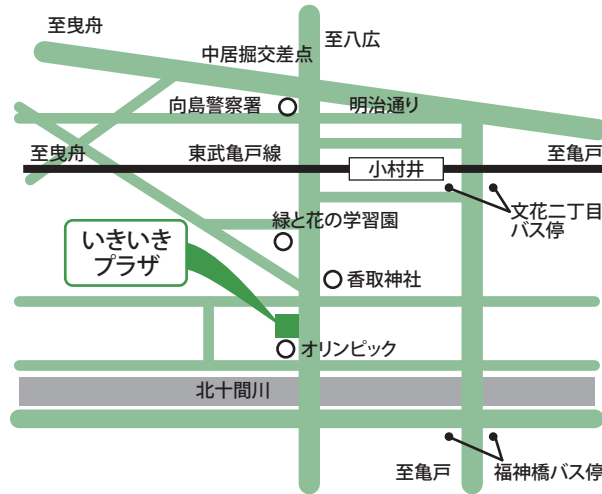 至曳舟
至八広
中居掘交差点
向島警察署
明治通り
至曳舟
東武亀戸線
小村井
至亀戸
文花二丁目
バス停
緑と花の学習園
いきいき
プラザ
香取神社
オリンピック
北十間川
至亀戸
福神橋バス停